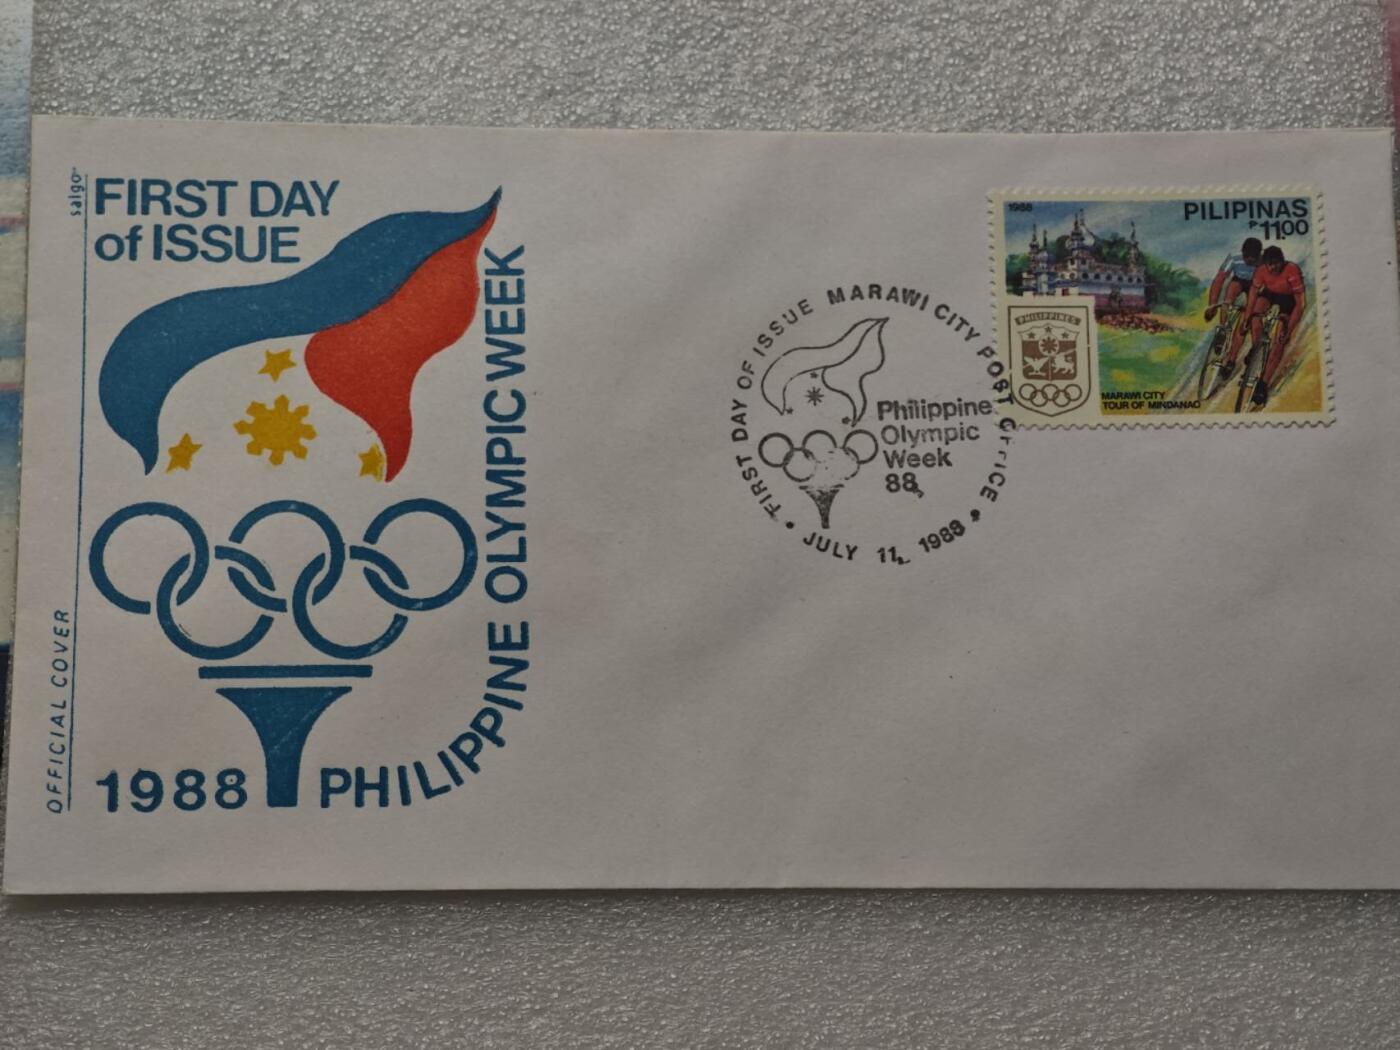 salgo
FIRST DAY
of ISSUE
OFFICIAL COVER
1988 PHILIPPINE OLYMPIC WEEK
FIRST DAY OF ISSUE MARAWI CITY POST OFFICE
Philippine
Olympic
Week
88
JULY 11, 1988
1988
PILIPINAS
P11.00
PHILIPPINES
MARAWI CITY
TOUR OF MINDANAO